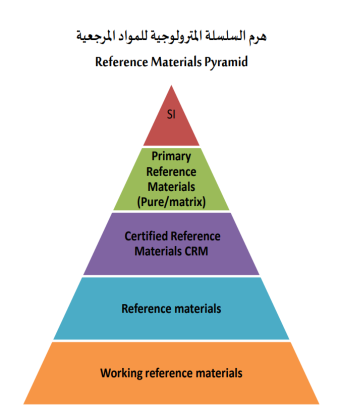 هرم السلسلة المترولوجية للمواد المرجعية
Reference Materials Pyramid
SI
Primary
Reference
Materials
(Pure/matrix)
Certified Reference
Materials CRM
Reference materials
Working reference materials